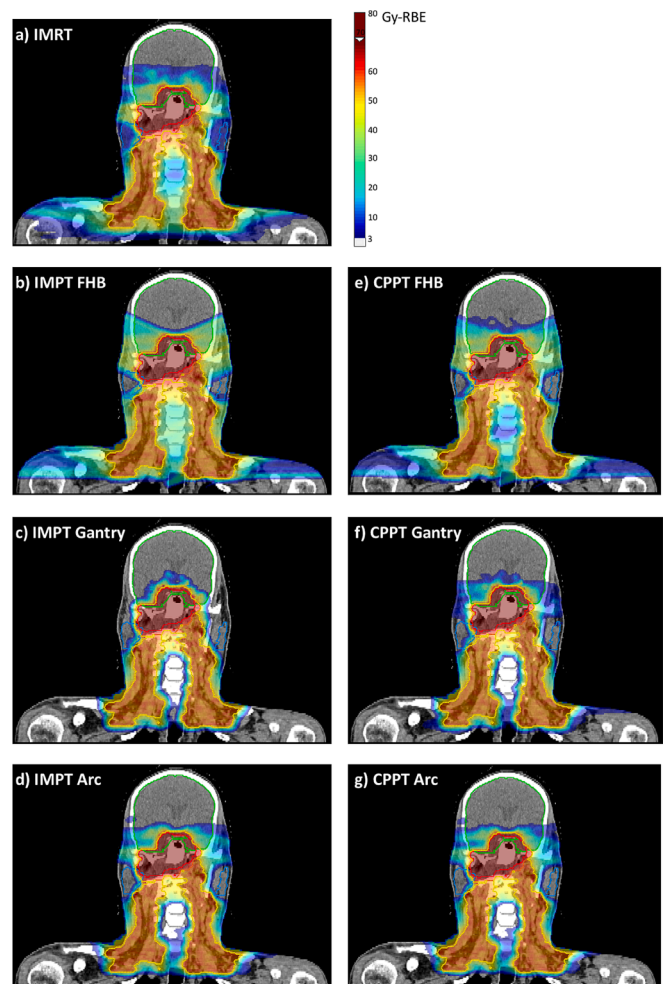 a) IMRT
80 Gy-RBE
70
60
50
40
30
20
10
3
b) IMPT FHB
e) CPPT FHB
c) IMPT Gantry
f) CPPT Gantry
d) IMPT Arc
g) CPPT Arc